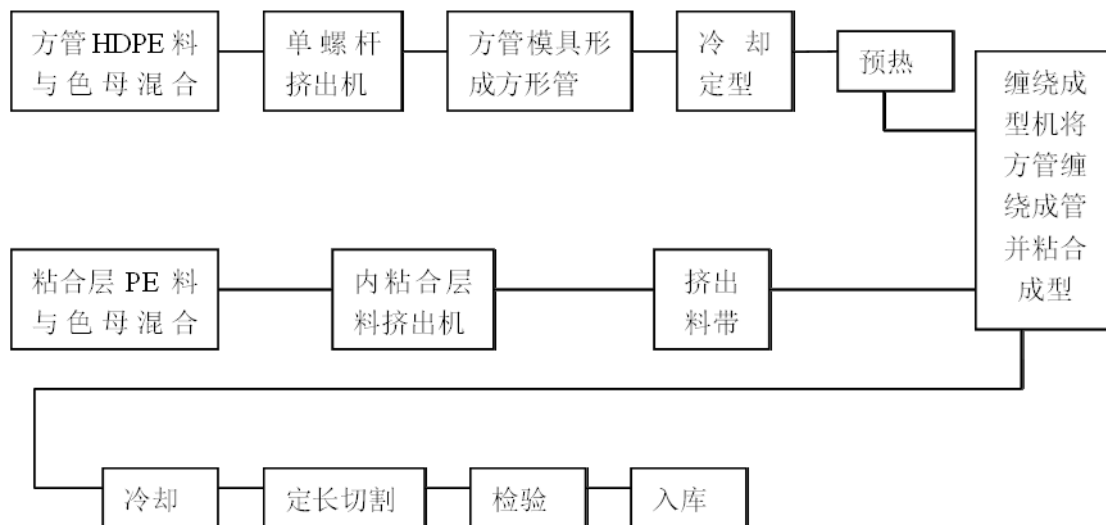 方管HDPE料
与色母混合
单螺杆
挤出机
方管模具形
成方形管
冷却
定型
预热
缠绕成
型机将
方管缠
绕成管
并粘合
成型
粘合层PE料
与色母混合
内粘合层
料挤出机
挤出
料带
冷却
定长切割
检验
入库